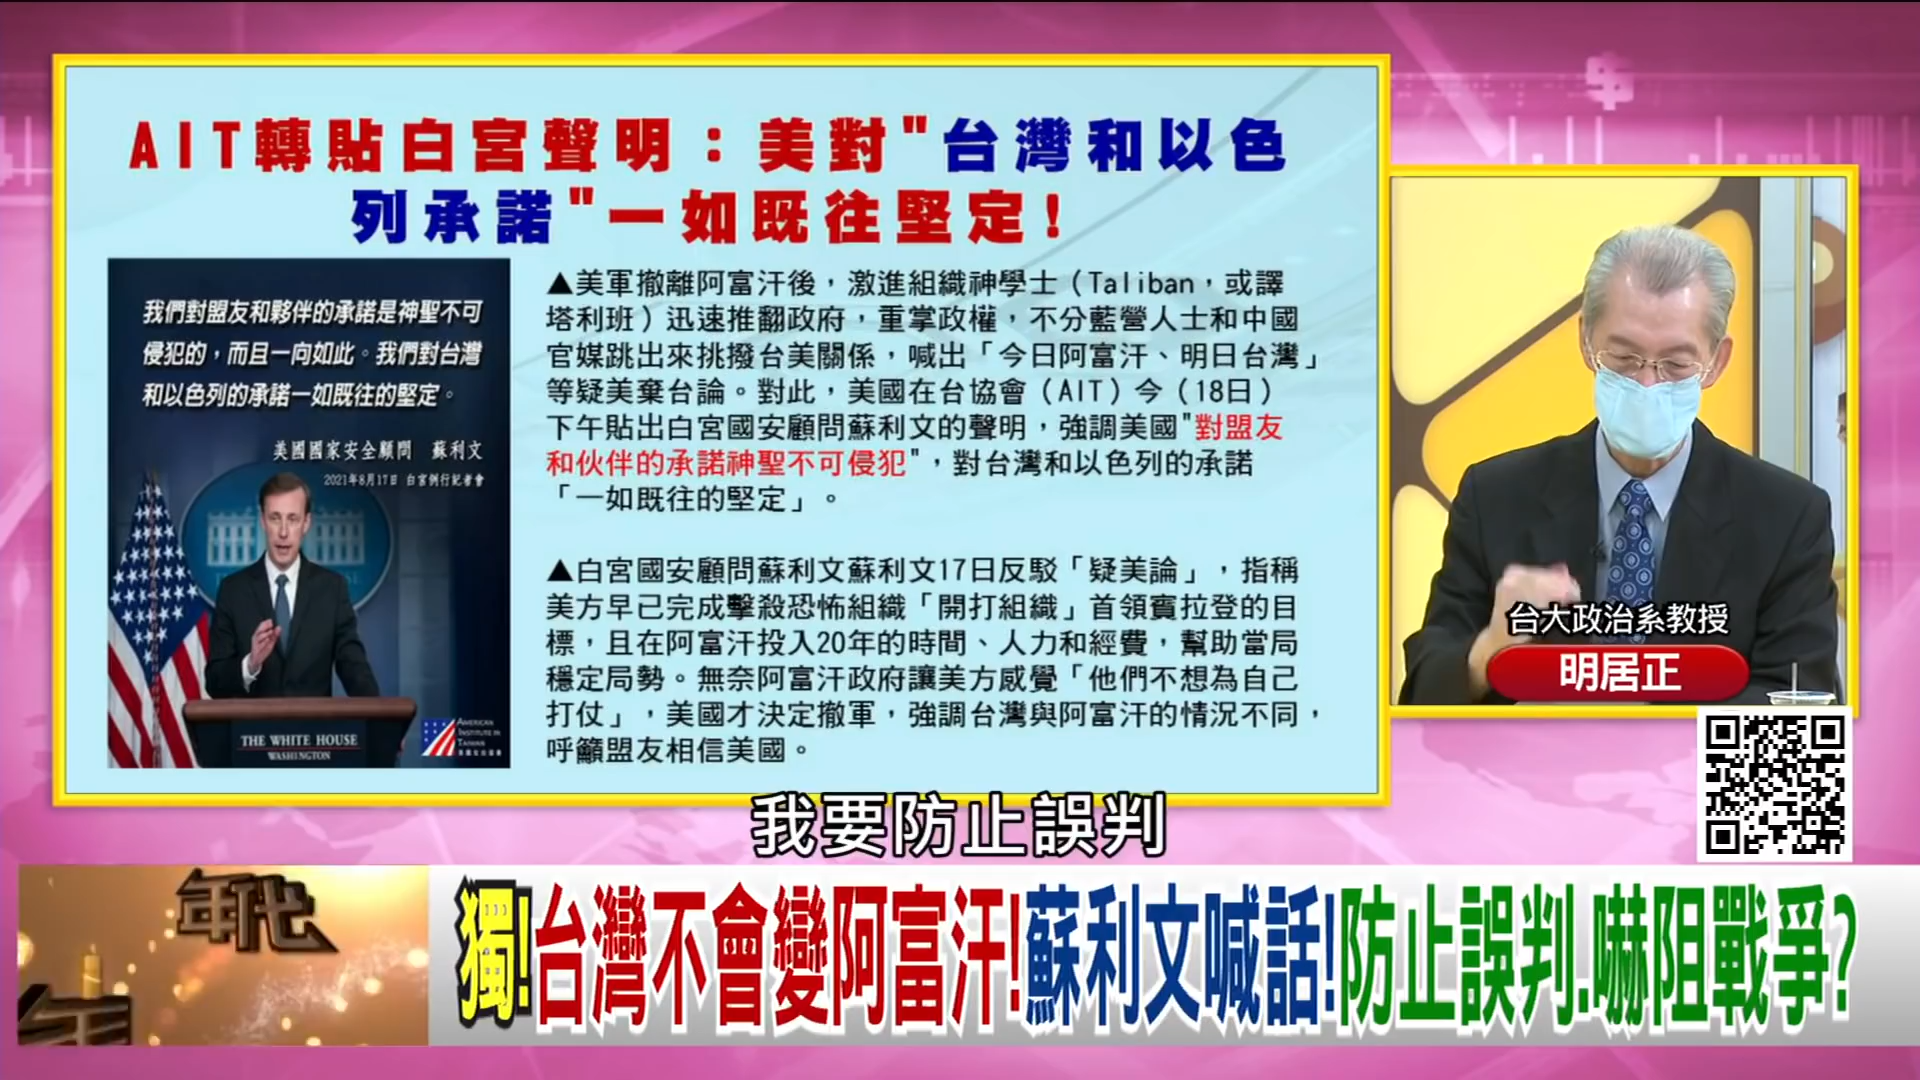 AIT轉貼白宮聲明：美對"台灣和以色
列承諾"一如既往堅定!
我們對盟友和夥伴的承諾是神聖不可
侵犯的，而且一向如此。我們對台灣
和以色列的承諾一如既往的堅定。
美國國家安全顧問　蘇利文
2021年8月17日 白宮例行記者會
THE WHITE HOUSE
WASHINGTON
AMERICAN
INSTITUTE IN
TAIWAN
美國在台協會
▲美軍撤離阿富汗後，激進組織神學士（Taliban，或譯
塔利班）迅速推翻政府，重掌政權，不分藍營人士和中國
官媒跳出來挑撥台美關係，喊出「今日阿富汗、明日台灣」
等疑美棄台論。對此，美國在台協會（AIT）今（18日）
下午貼出白宮國安顧問蘇利文的聲明，強調美國"對盟友
和伙伴的承諾神聖不可侵犯"，對台灣和以色列的承諾
「一如既往的堅定」。
▲白宮國安顧問蘇利文蘇利文17日反駁「疑美論」，指稱
美方早已完成擊殺恐怖組織「開打組織」首領賓拉登的目
標，且在阿富汗投入20年的時間、人力和經費，幫助當局
穩定局勢。無奈阿富汗政府讓美方感覺「他們不想為自己
打仗」，美國才決定撤軍，強調台灣與阿富汗的情況不同，
呼籲盟友相信美國。
台大政治系教授
明居正
我要防止誤判
年代
獨!台灣不會變阿富汗!蘇利文喊話!防止誤判.嚇阻戰爭?